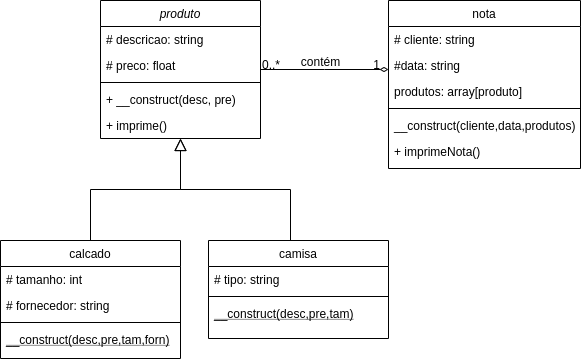 produto
# descricao: string
# preco: float
+ __construct(desc, pre)
+ imprime()
0..*
contém
1
nota
# cliente: string
#data: string
produtos: array[produto]
__construct(cliente,data,produtos)
+ imprimeNota()
calcado
# tamanho: int
# fornecedor: string
__construct(desc,pre,tam,forn)
camisa
# tipo: string
__construct(desc,pre,tam)